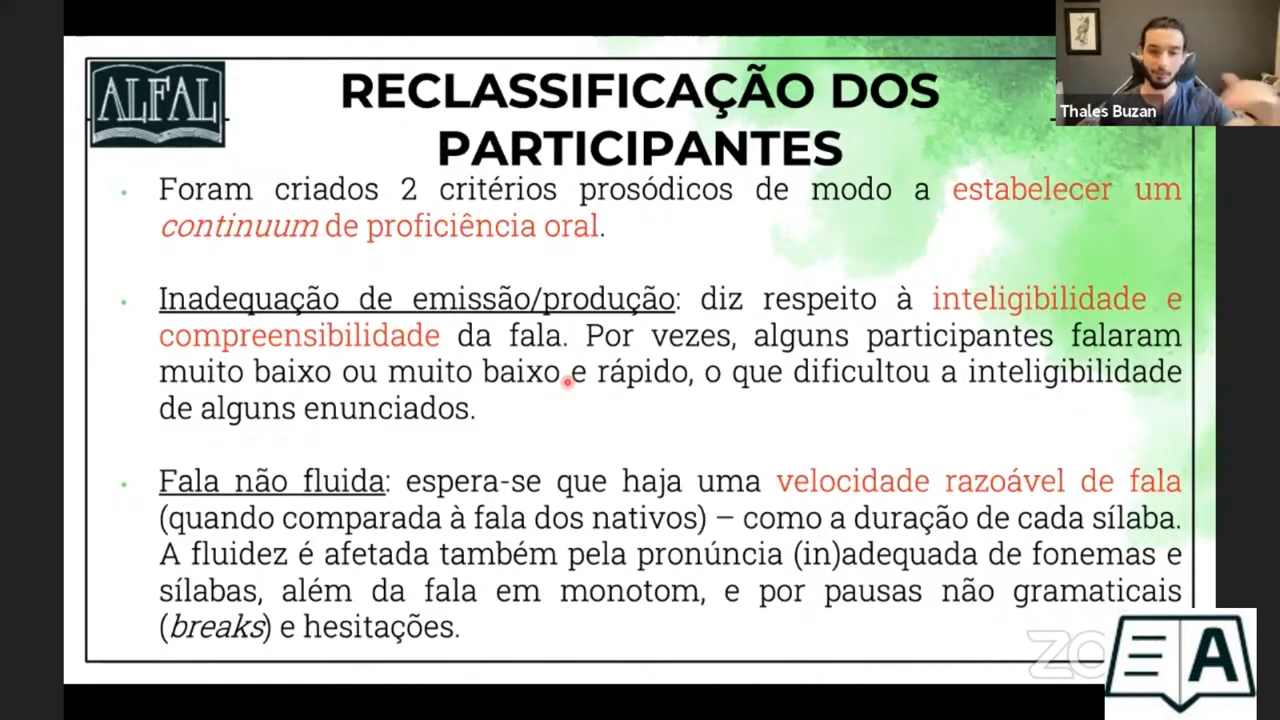 ALFAL
RECLASSIFICAÇÃO DOS
PARTICIPANTES
Thales Buzan
Foram criados 2 critérios prosódicos de modo a estabelecer um
continuum de proficiência oral.
Inadequação de emissão/produção: diz respeito à inteligibilidade e
compreensibilidade da fala. Por vezes, alguns participantes falaram
muito baixo ou muito baixo e rápido, o que dificultou a inteligibilidade
de alguns enunciados.
Fala não fluida: espera-se que haja uma velocidade razoável de fala
(quando comparada à fala dos nativos) – como a duração de cada sílaba.
A fluidez é afetada também pela pronúncia (in)adequada de fonemas e
sílabas, além da fala em monotom, e por pausas não gramaticais
(breaks) e hesitações.
A